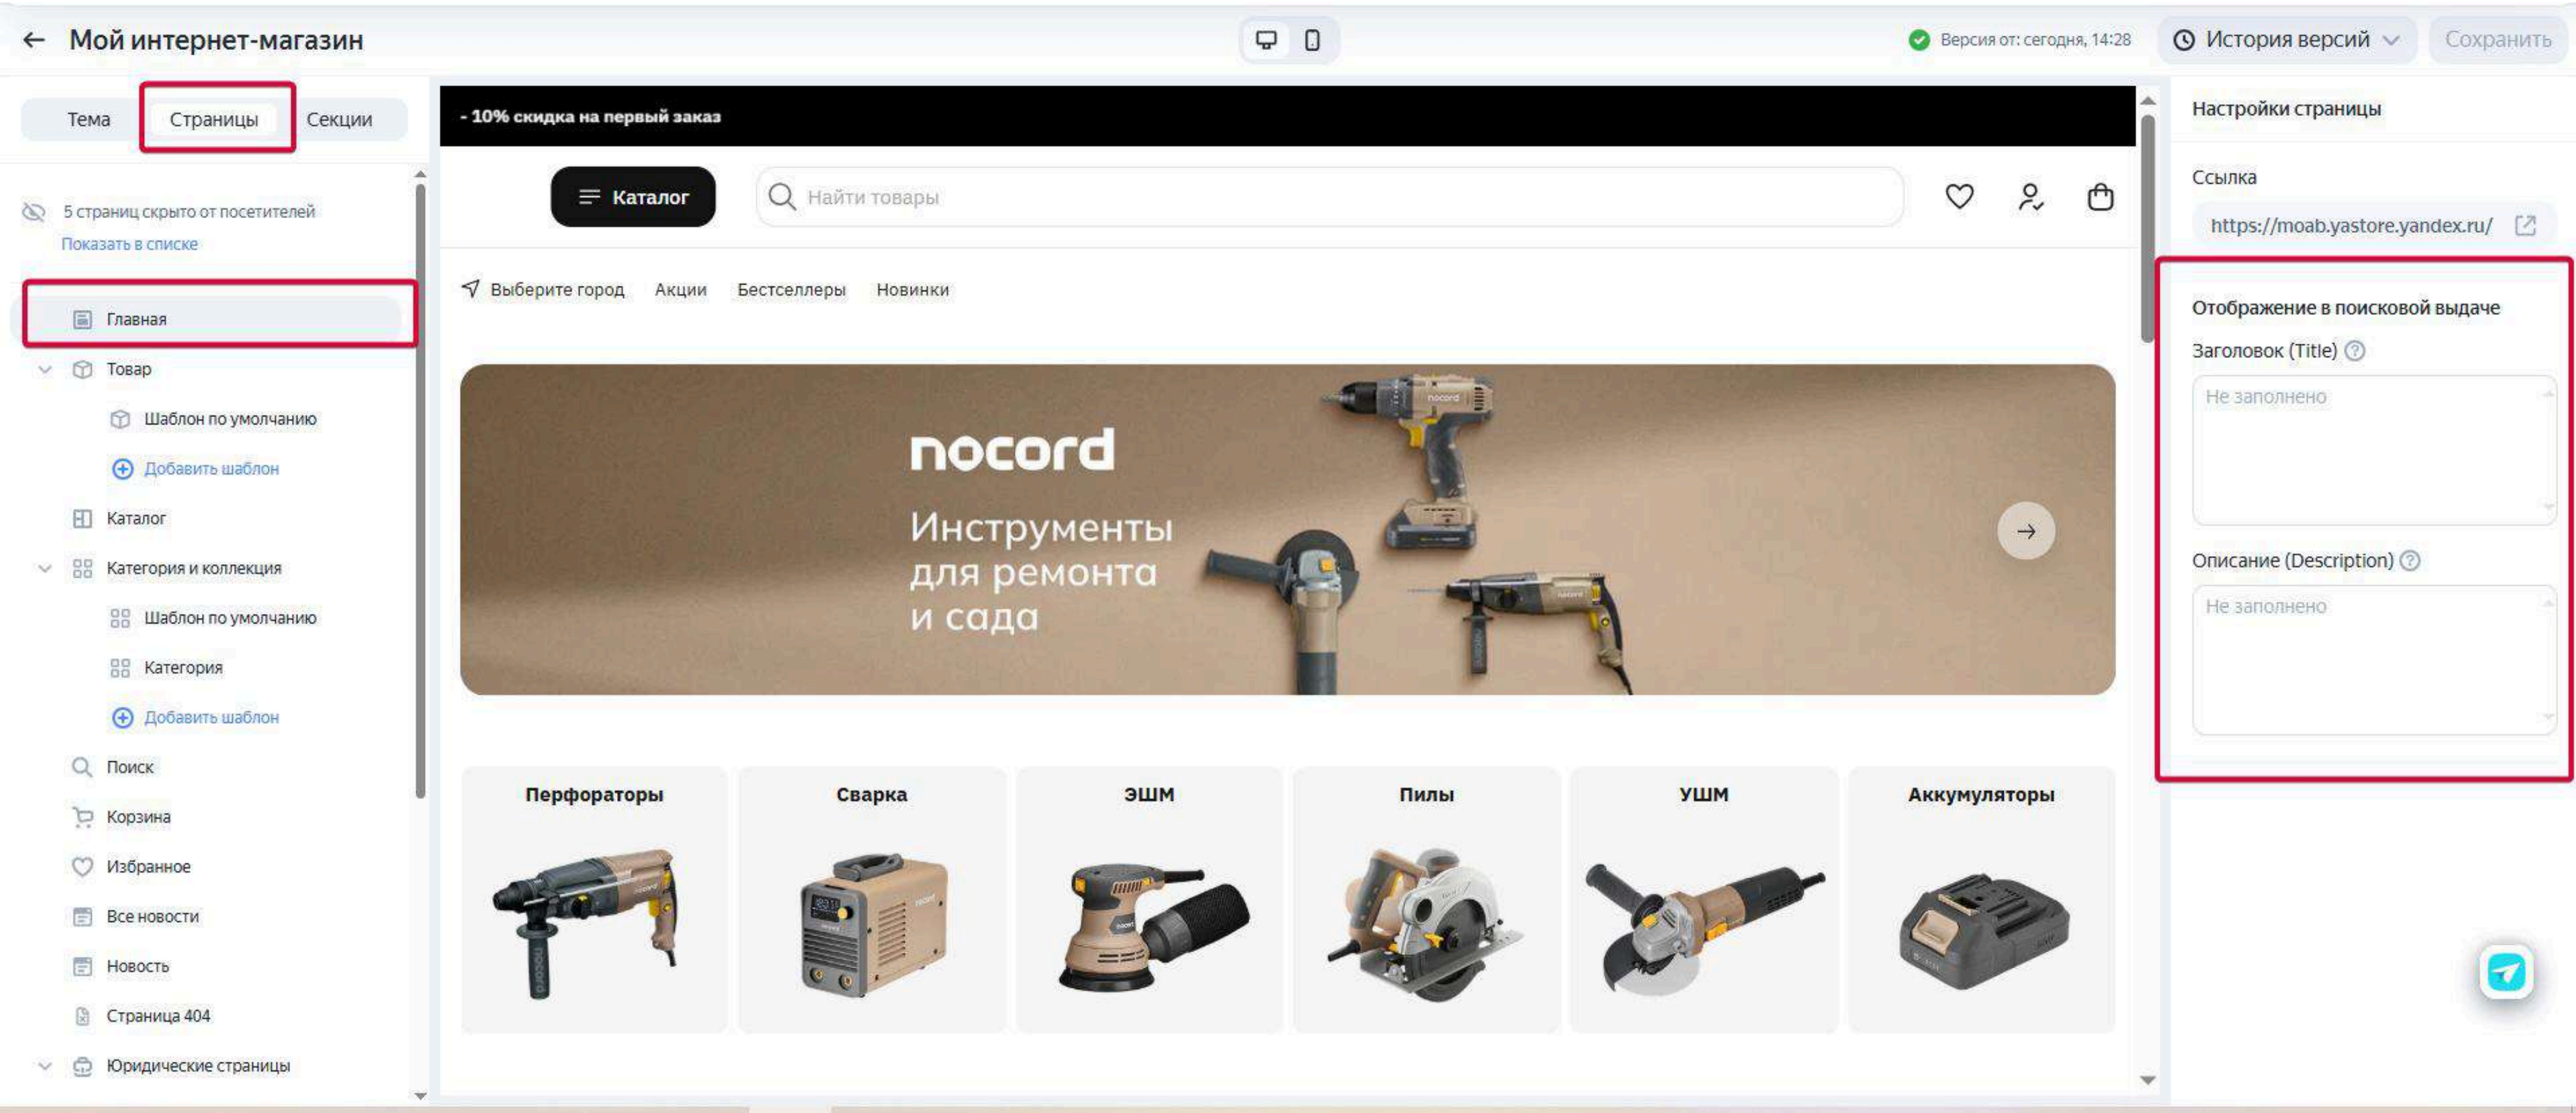 Мой интернет-магазин
Версия от: сегодня, 14:28
История версий
Сохранить
Тема
Страницы
Секции
5 страниц скрыто от посетителей
Показать в списке
Главная
Товар
Шаблон по умолчанию
Добавить шаблон
Каталог
Категория и коллекция
Шаблон по умолчанию
Категория
Добавить шаблон
Поиск
Корзина
Избранное
Все новости
Новость
Страница 404
Юридические страницы
- 10% скидка на первый заказ
Каталог
Найти товары
Выберите город
Акции
Бестселлеры
Новинки
nocord
Инструменты
для ремонта
и сада
nocord
nocord
Перфораторы
Сварка
ЭШМ
Пилы
УШМ
Аккумуляторы
nocord
Настройки страницы
Ссылка
https://moab.yastore.yandex.ru/
Отображение в поисковой выдаче
Заголовок (Title)
Не заполнено
Описание (Description)
Не заполнено